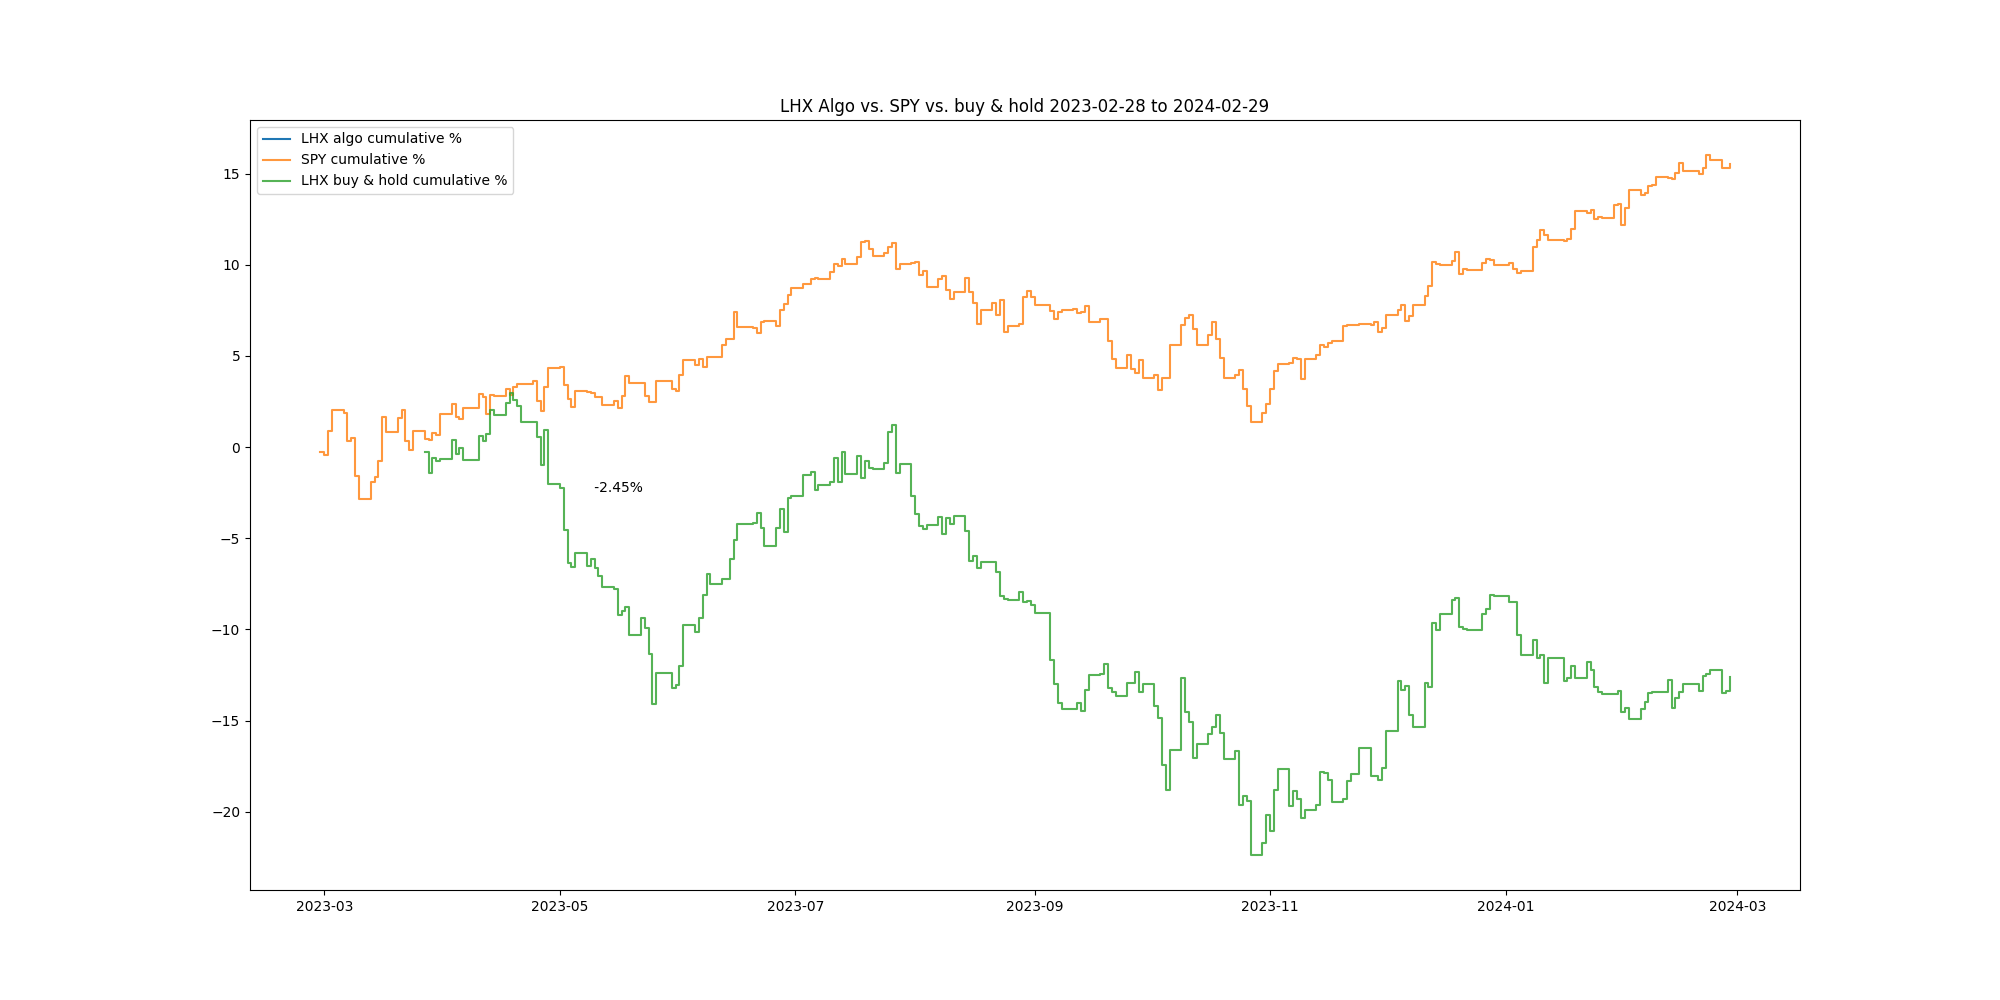 LHX Algo vs. SPY vs. buy & hold 2023-02-28 to 2024-02-29
LHX algo cumulative %
SPY cumulative %
LHX buy & hold cumulative %
15
10
5
0
-2.45%
−5
−10
−15
−20
2023-03 2023-05 2023-07 2023-09 2023-11 2024-01 2024-03